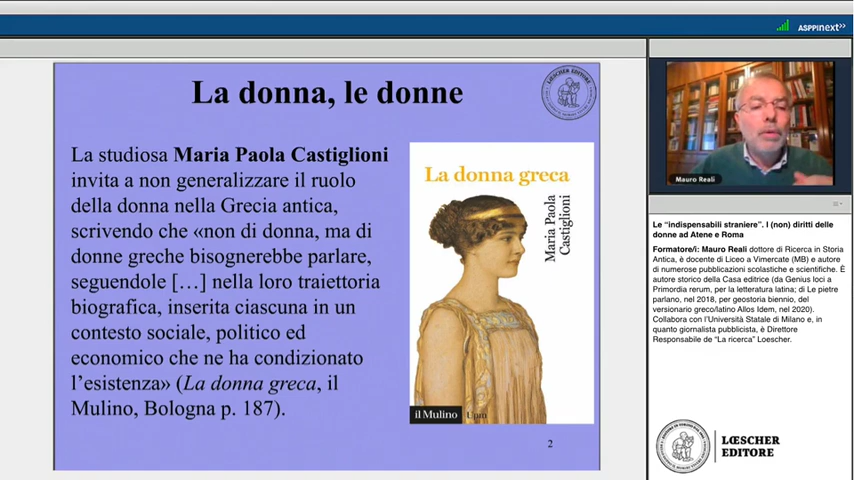 ASPPInext
La donna, le donne
La studiosa Maria Paola Castiglioni
invita a non generalizzare il ruolo
della donna nella Grecia antica,
scrivendo che «non di donna, ma di
donne greche bisognerebbe parlare,
seguendole […] nella loro traiettoria
biografica, inserita ciascuna in un
contesto sociale, politico ed
economico che ne ha condizionato
l’esistenza» (La donna greca, il
Mulino, Bologna p. 187).
La donna greca
Maria Paola
Castiglioni
il Mulino
2
Mauro Reali
Le “indispensabili straniere”. I (non) diritti delle
donne ad Atene e Roma
Formatore/i: Mauro Reali dottore di Ricerca in Storia
Antica, è docente di Liceo a Vimercate (MB) e autore
di numerose pubblicazioni scolastiche e scientifiche. È
autore storico della Casa editrice (da Genius loci a
Primordia rerum, per la letteratura latina; di Le pietre
parlano, nel 2018, per geostoria biennio, del
versionario greco/latino Allos Idem, nel 2020).
Collabora con l’Università Statale di Milano e, in
quanto giornalista pubblicista, è Direttore
Responsabile de “La ricerca” Loescher.
LŒSCHER
EDITORE